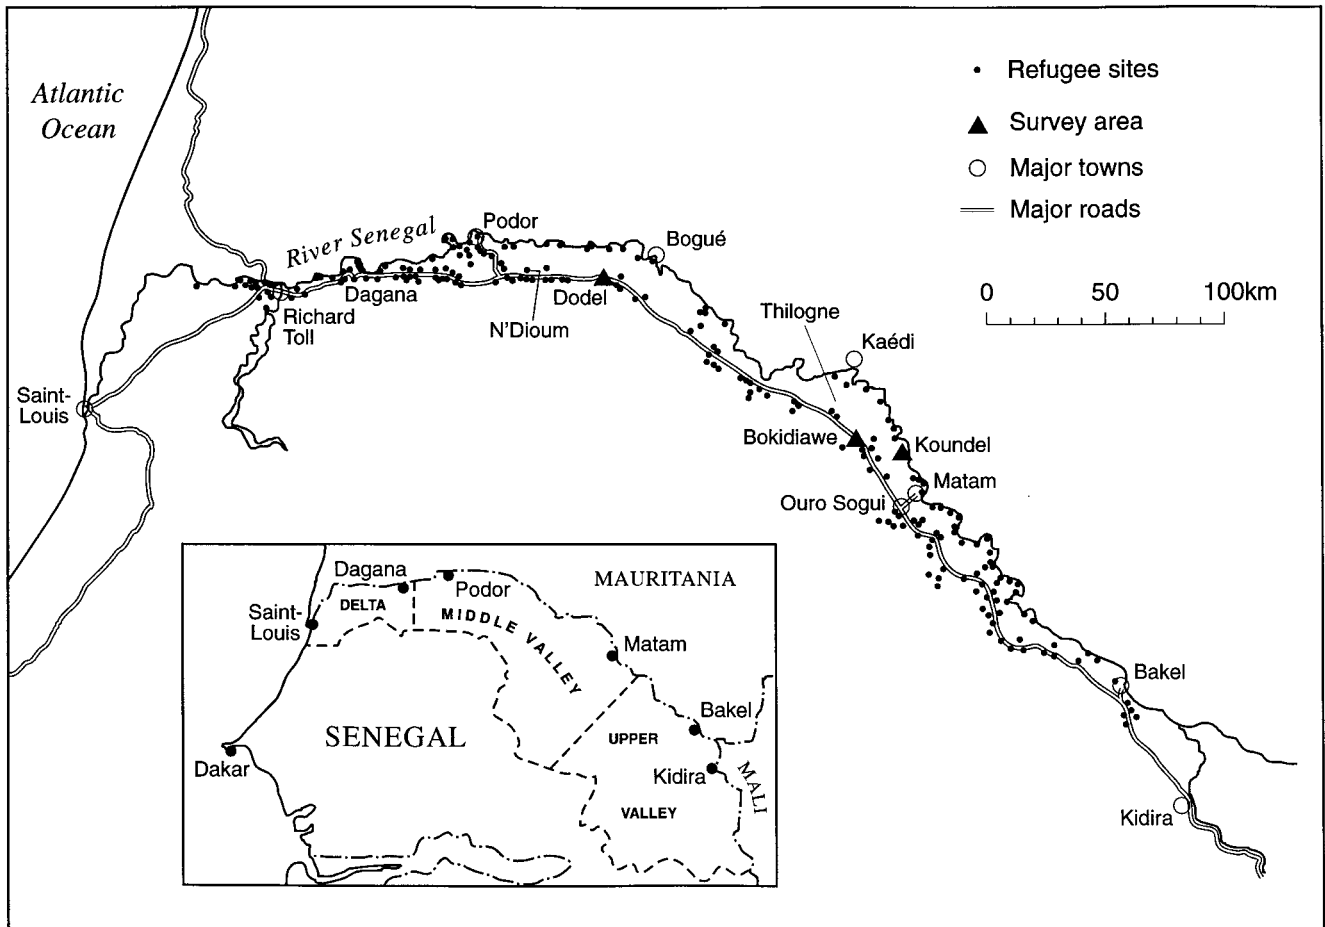 Atlantic
Ocean
Refugee sites
Survey area
Major towns
Major roads
River Senegal
Podor
Bogué
Dagana
Dodel
N'Dioum
Richard
Toll
0 50 100km
Thilogne
Kaédi
Saint-
Louis
Bokidiawe
Koundel
Matam
Ouro Sogui
Bakel
Kidira
Dagana
Podor
MAURITANIA
Saint-
Louis
DELTA
MIDDLE VALLEY
Matam
SENEGAL
Bakel
UPPER
Dakar
Kidira
MALI
VALLEY